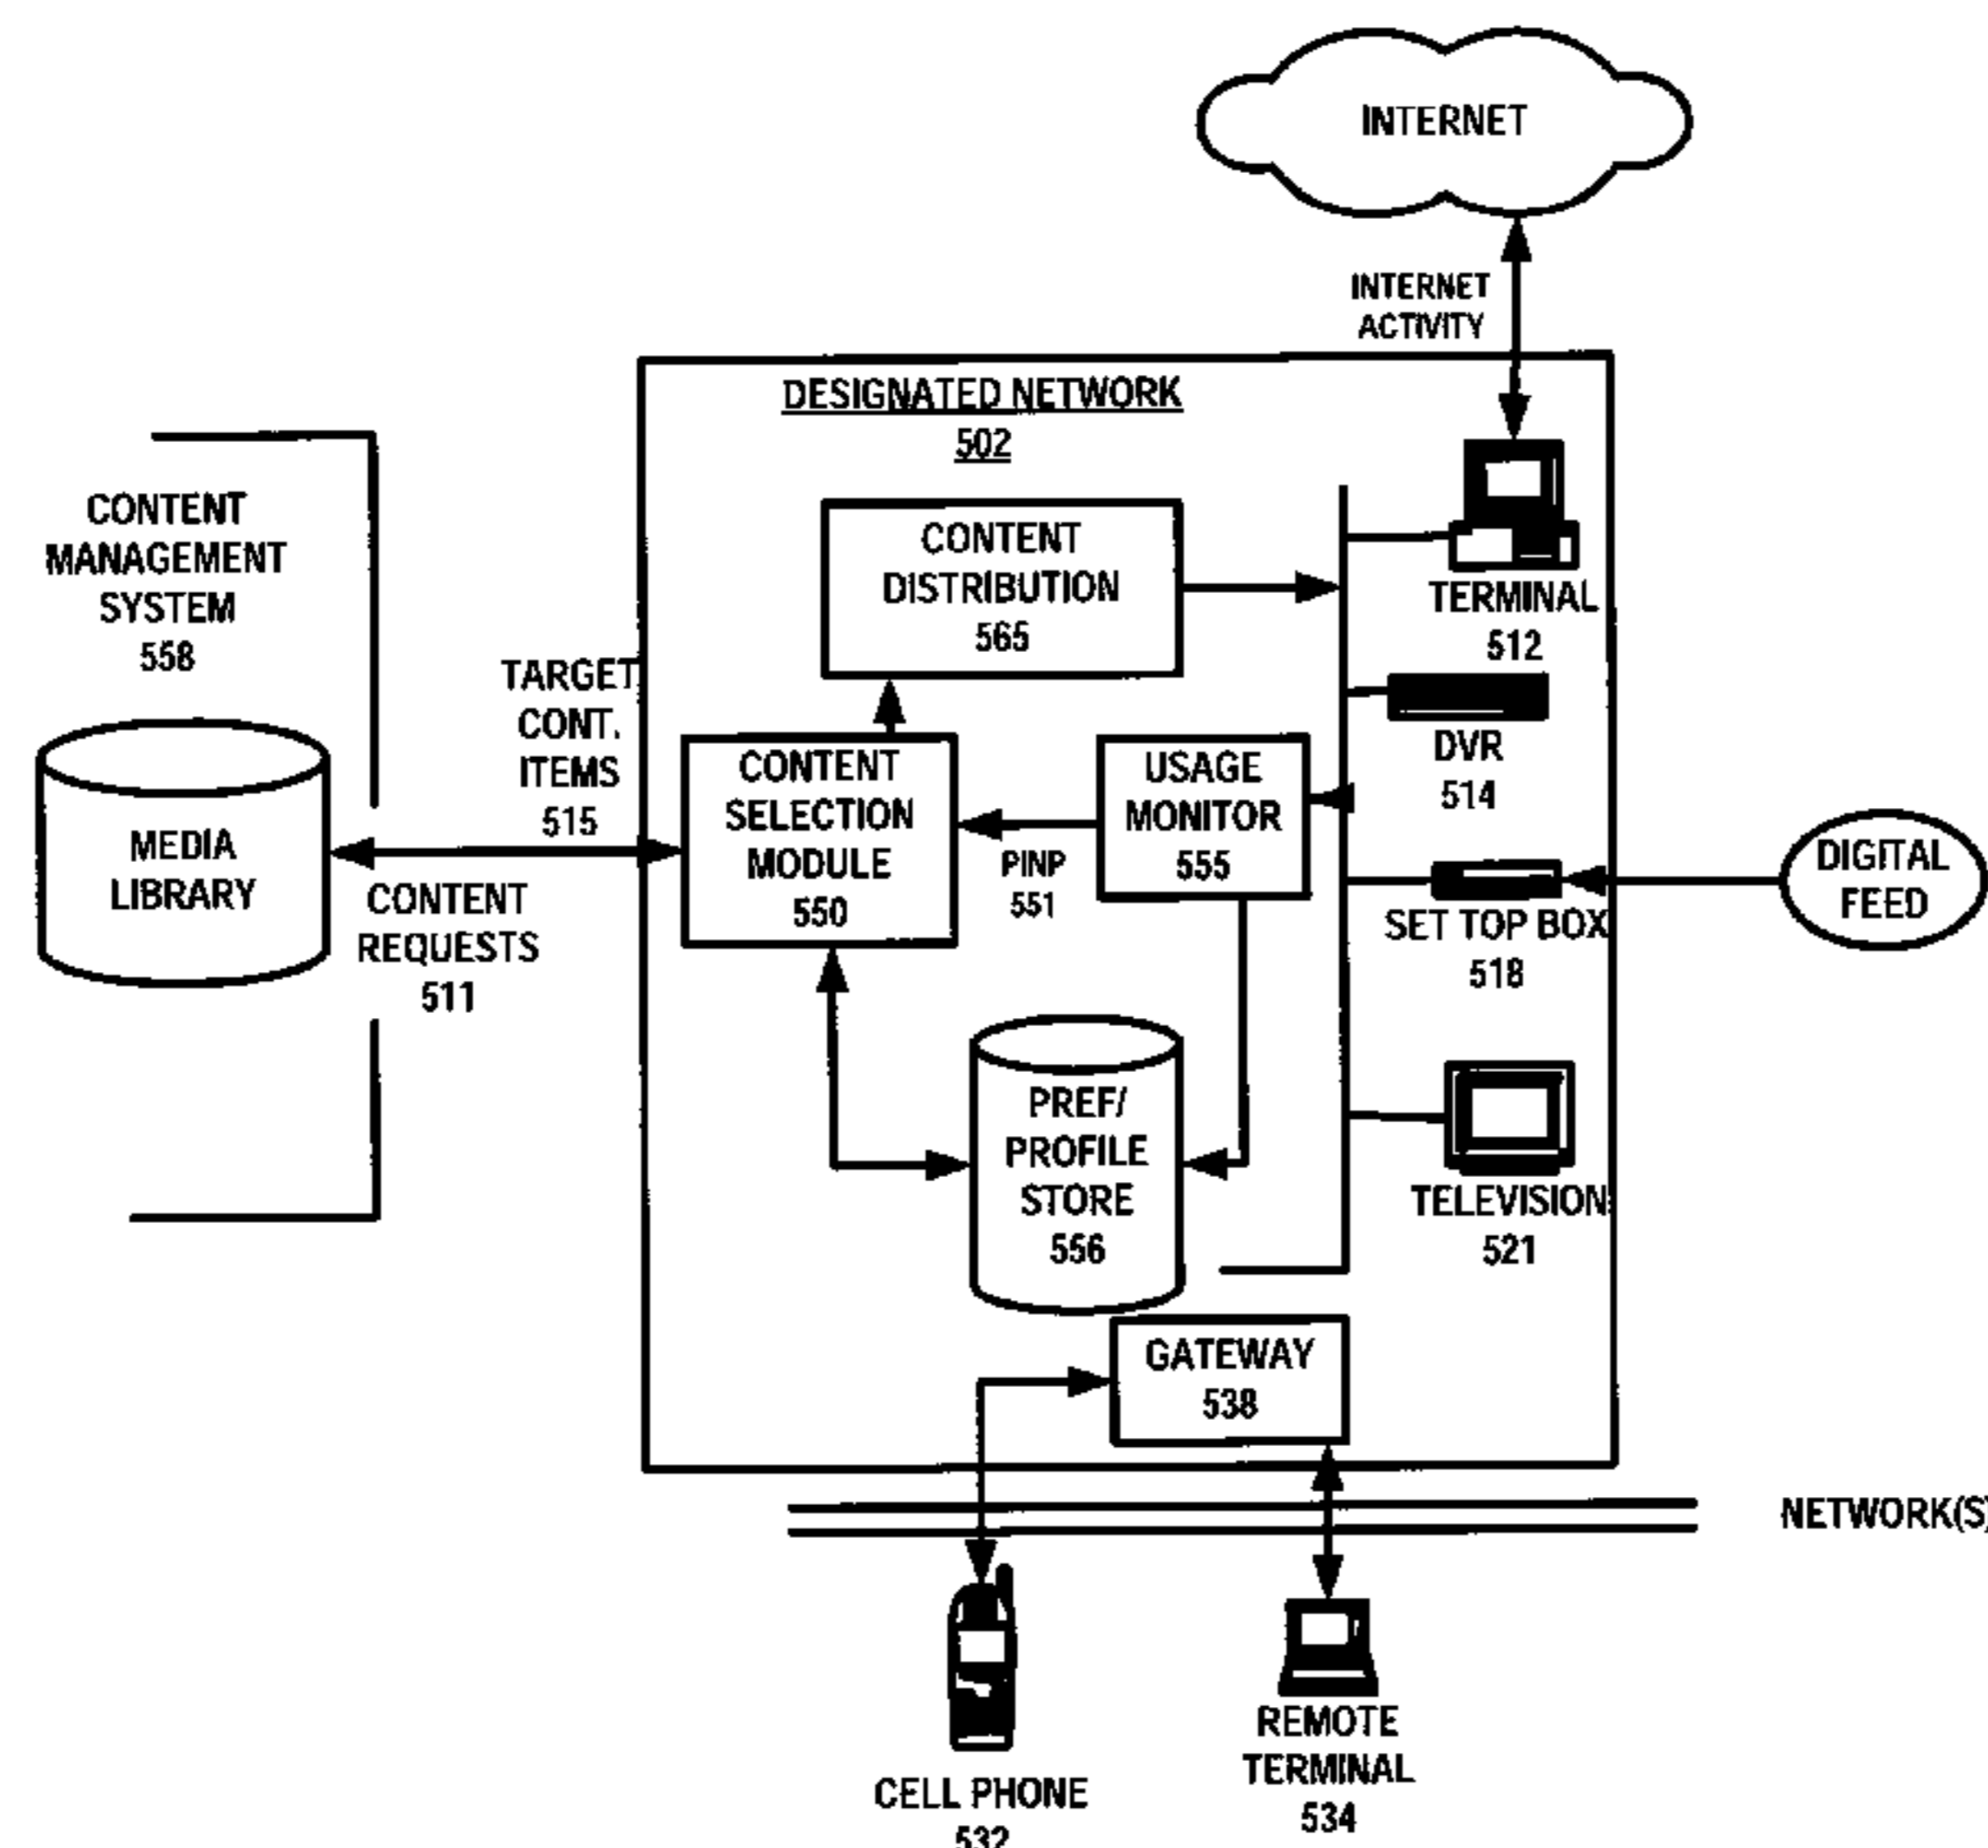 INTERNET
INTERNET
ACTIVITY
DESIGNATED NETWORK
502
CONTENT
MANAGEMENT
SYSTEM
558
MEDIA
LIBRARY
TARGET
CONT.
ITEMS
515
CONTENT
REQUESTS
511
CONTENT
DISTRIBUTION
565
CONTENT
SELECTION
MODULE
550
PINP
551
USAGE
MONITOR
555
PREF/
PROFILE
STORE
556
TERMINAL
512
DVR
514
SET TOP BOX
518
DIGITAL
FEED
TELEVISION
521
GATEWAY
538
NETWORK(S)
CELL PHONE
532
REMOTE
TERMINAL
534